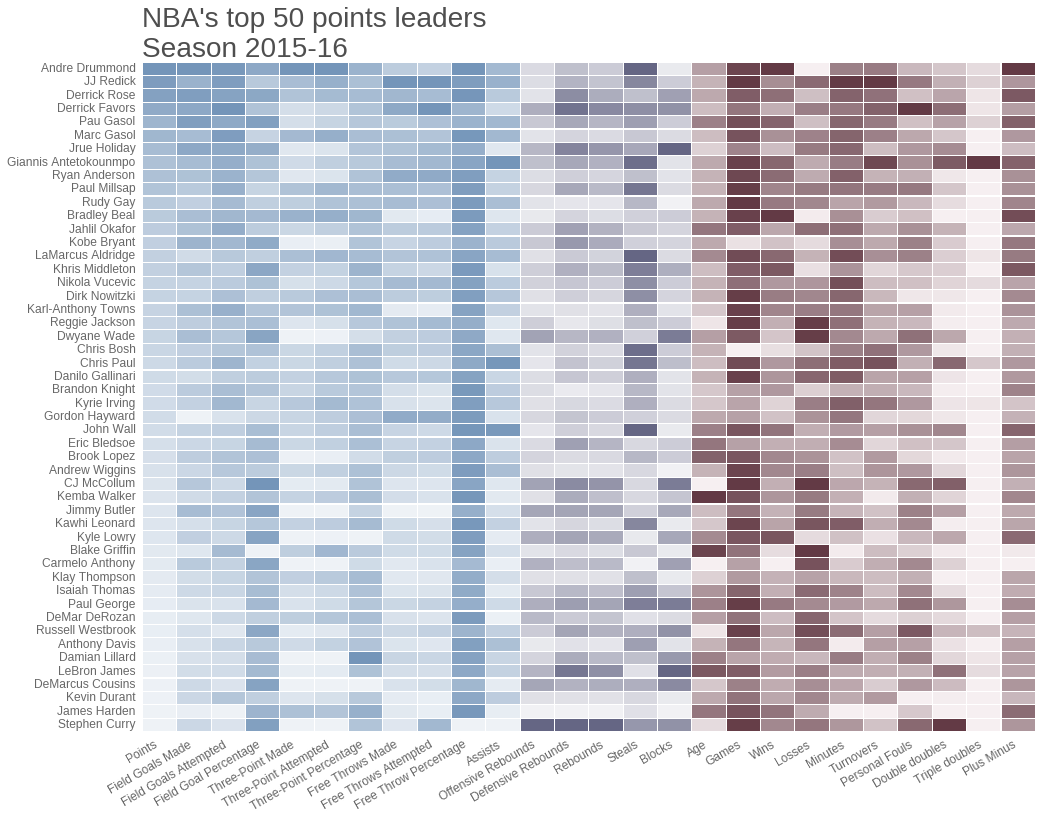 NBA's top 50 points leaders
Season 2015-16
Andre Drummond
JJ Redick
Derrick Rose
Derrick Favors
Pau Gasol
Marc Gasol
Jrue Holiday
Giannis Antetokounmpo
Ryan Anderson
Paul Millsap
Rudy Gay
Bradley Beal
Jahlil Okafor
Kobe Bryant
LaMarcus Aldridge
Khris Middleton
Nikola Vucevic
Dirk Nowitzki
Karl-Anthony Towns
Reggie Jackson
Dwyane Wade
Chris Bosh
Chris Paul
Danilo Gallinari
Brandon Knight
Kyrie Irving
Gordon Hayward
John Wall
Eric Bledsoe
Brook Lopez
Andrew Wiggins
CJ McCollum
Kemba Walker
Jimmy Butler
Kawhi Leonard
Kyle Lowry
Blake Griffin
Carmelo Anthony
Klay Thompson
Isaiah Thomas
Paul George
DeMar DeRozan
Russell Westbrook
Anthony Davis
Damian Lillard
LeBron James
DeMarcus Cousins
Kevin Durant
James Harden
Stephen Curry
Points
Field Goals Made
Field Goals Attempted
Field Goal Percentage
Three-Point Made
Three-Point Attempted
Three-Point Percentage
Free Throws Made
Free Throws Attempted
Free Throw Percentage
Assists
Offensive Rebounds
Defensive Rebounds
Rebounds
Steals
Blocks
Age
Games
Wins
Losses
Minutes
Turnovers
Personal Fouls
Double doubles
Triple doubles
Plus Minus